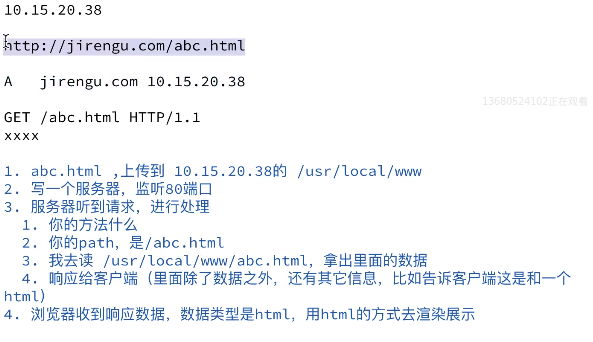 10.15.20.38
http://jirengu.com/abc.html
A   jirengu.com 10.15.20.38
13680524102正在观看
GET /abc.html HTTP/1.1
xxxx
1. abc.html ,上传到 10.15.20.38的 /usr/local/www
2. 写一个服务器，监听80端口
3. 服务器听到请求，进行处理
1. 你的方法什么
2. 你的path，是/abc.html
3. 我去读 /usr/local/www/abc.html，拿出里面的数据
4. 响应给客户端（里面除了数据之外，还有其它信息，比如告诉客户端这是和一个
html）
4. 浏览器收到响应数据，数据类型是html，用html的方式去渲染展示